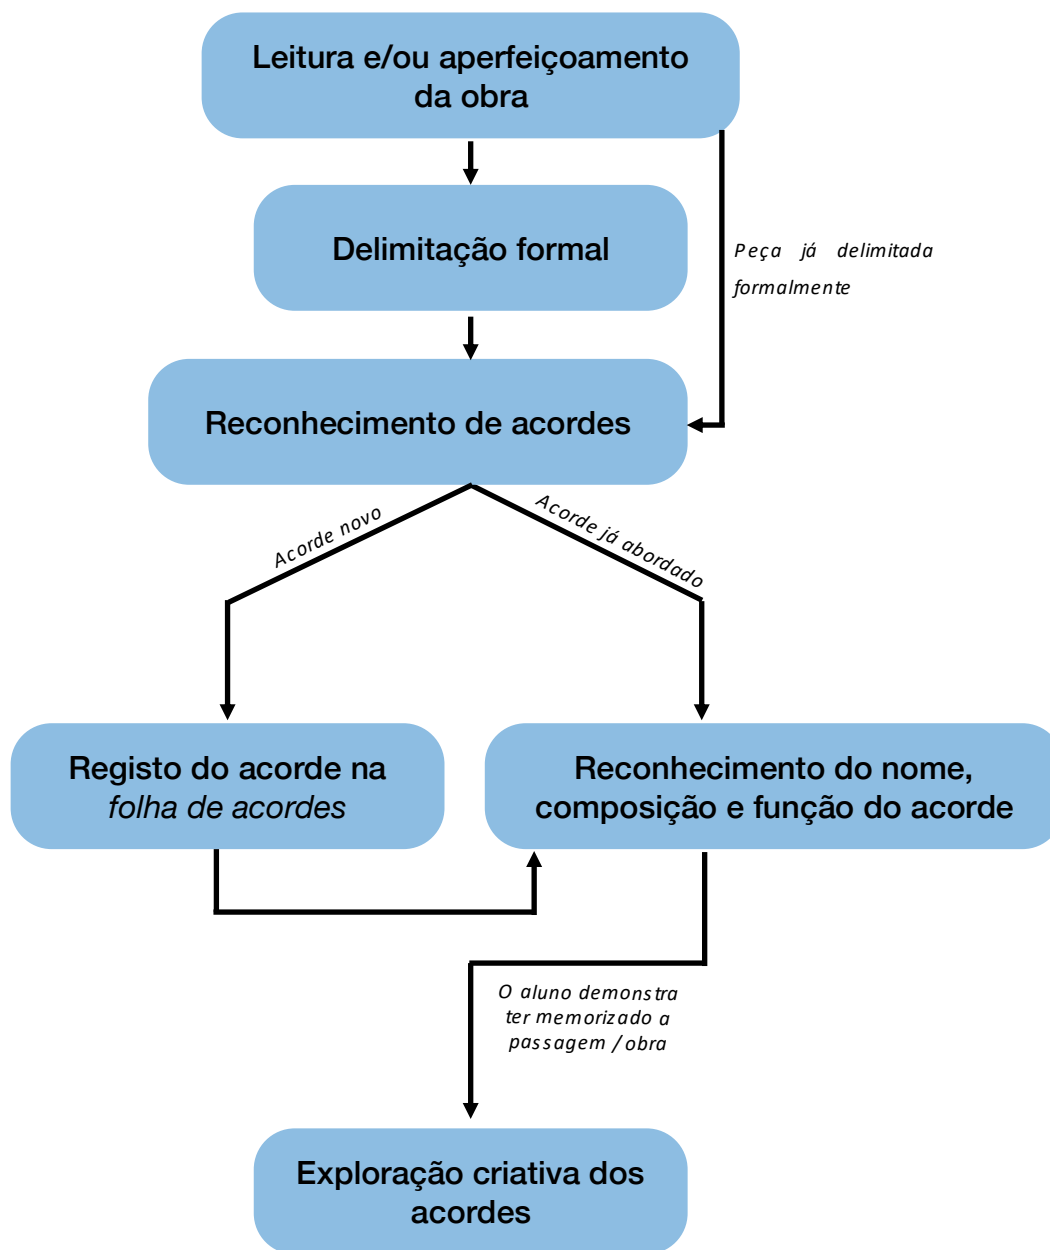 Leitura e/ou aperfeiçoamento
da obra
Delimitação formal
Peça já delimitada
formalmente
Reconhecimento de acordes
Acorde novo
Acorde já abordado
Registo do acorde na
folha de acordes
Reconhecimento do nome,
composição e função do acorde
O aluno demonstra
ter memorizado a
passagem/obra
Exploração criativa dos
acordes